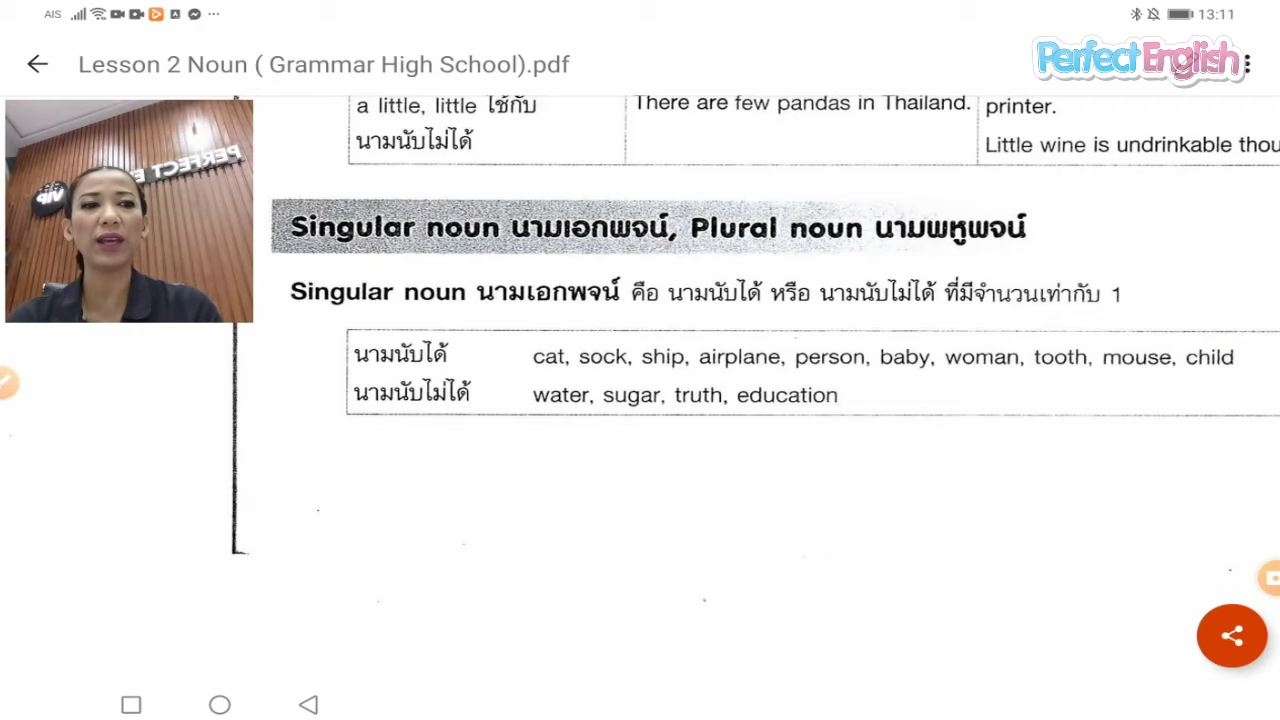 AIS
13:11
Lesson 2 Noun ( Grammar High School).pdf
Perfect English
a little, little ใช้กับ
นามนับไม่ได้
There are few pandas in Thailand.
printer.
Little wine is undrinkable thou
PERFECT E
VIP
Singular noun นามเอกพจน์, Plural noun นามพหูพจน์
Singular noun นามเอกพจน์ คือ นามนับได้ หรือ นามนับไม่ได้ ที่มีจำนวนเท่ากับ 1
นามนับได้ cat, sock, ship, airplane, person, baby, woman, tooth, mouse, child
นามนับไม่ได้ water, sugar, truth, education